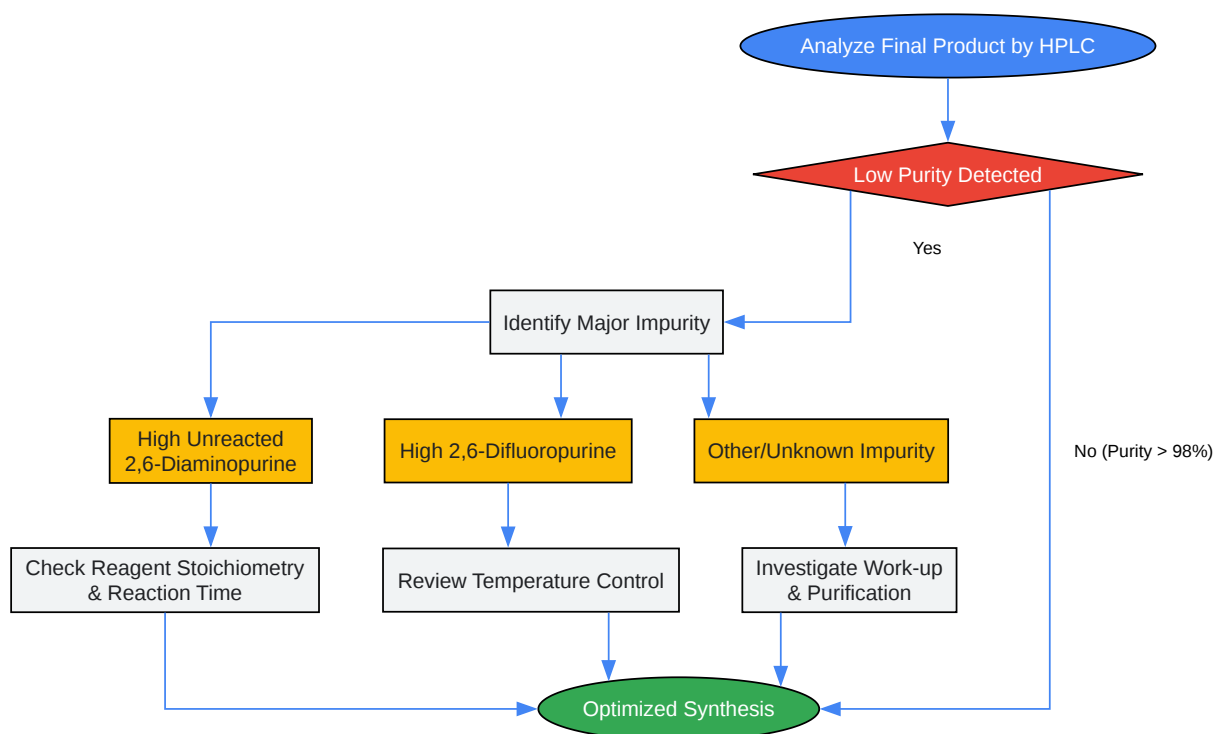 Analyze Final Product by HPLC
Low Purity Detected
Yes
Identify Major Impurity
High Unreacted
2,6-Diaminopurine
High 2,6-Difluoropurine
Other/Unknown Impurity
No (Purity > 98%)
Check Reagent Stoichiometry
& Reaction Time
Review Temperature Control
Investigate Work-up
& Purification
Optimized Synthesis